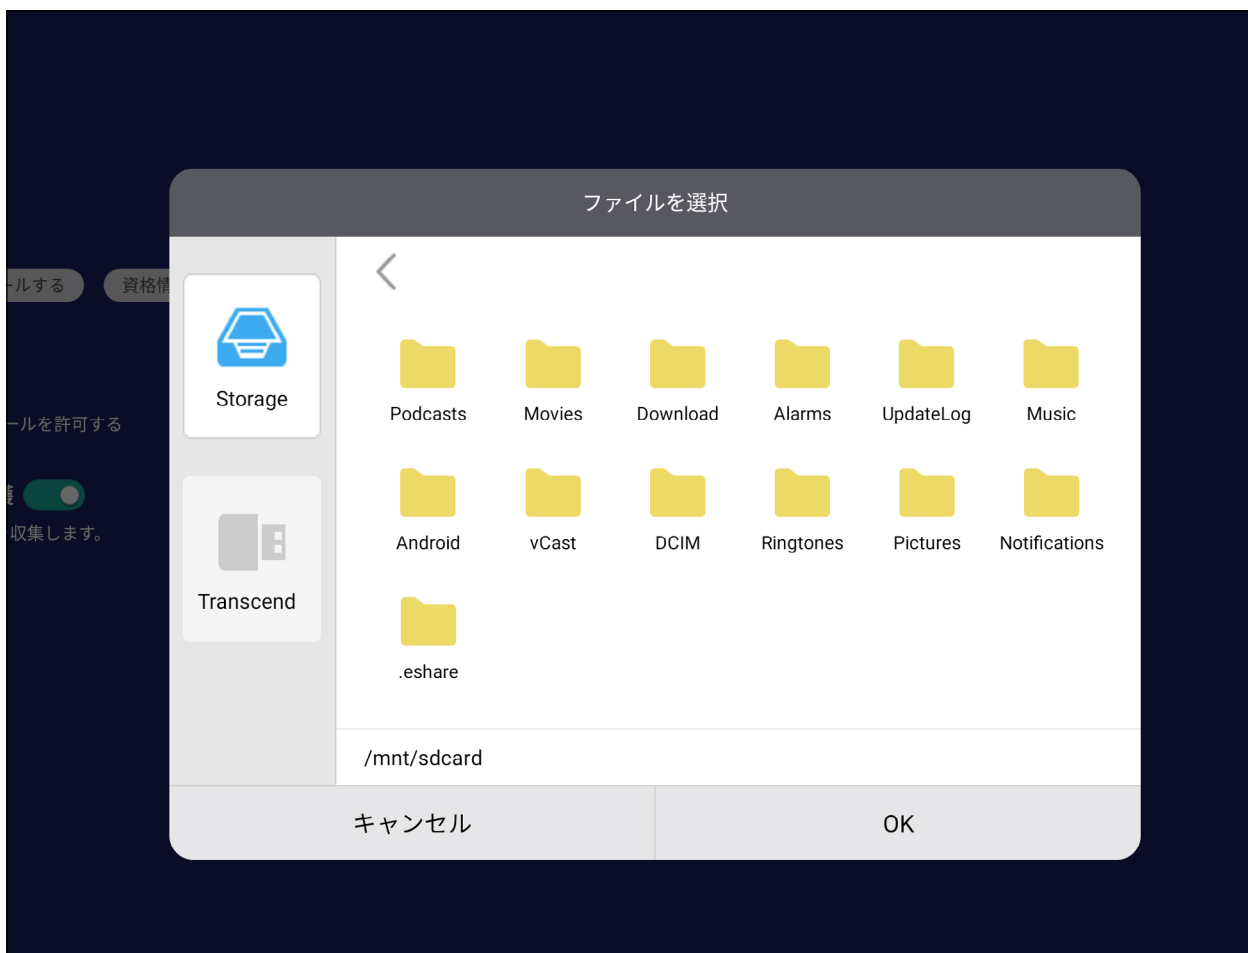 ファイルを選択
ールする
資格情
Storage
ールを許可する
収集します。
Transcend
Podcasts
Movies
Download
Alarms
UpdateLog
Music
Android
vCast
DCIM
Ringtones
Pictures
Notifications
.eshare
/mnt/sdcard
キャンセル
OK